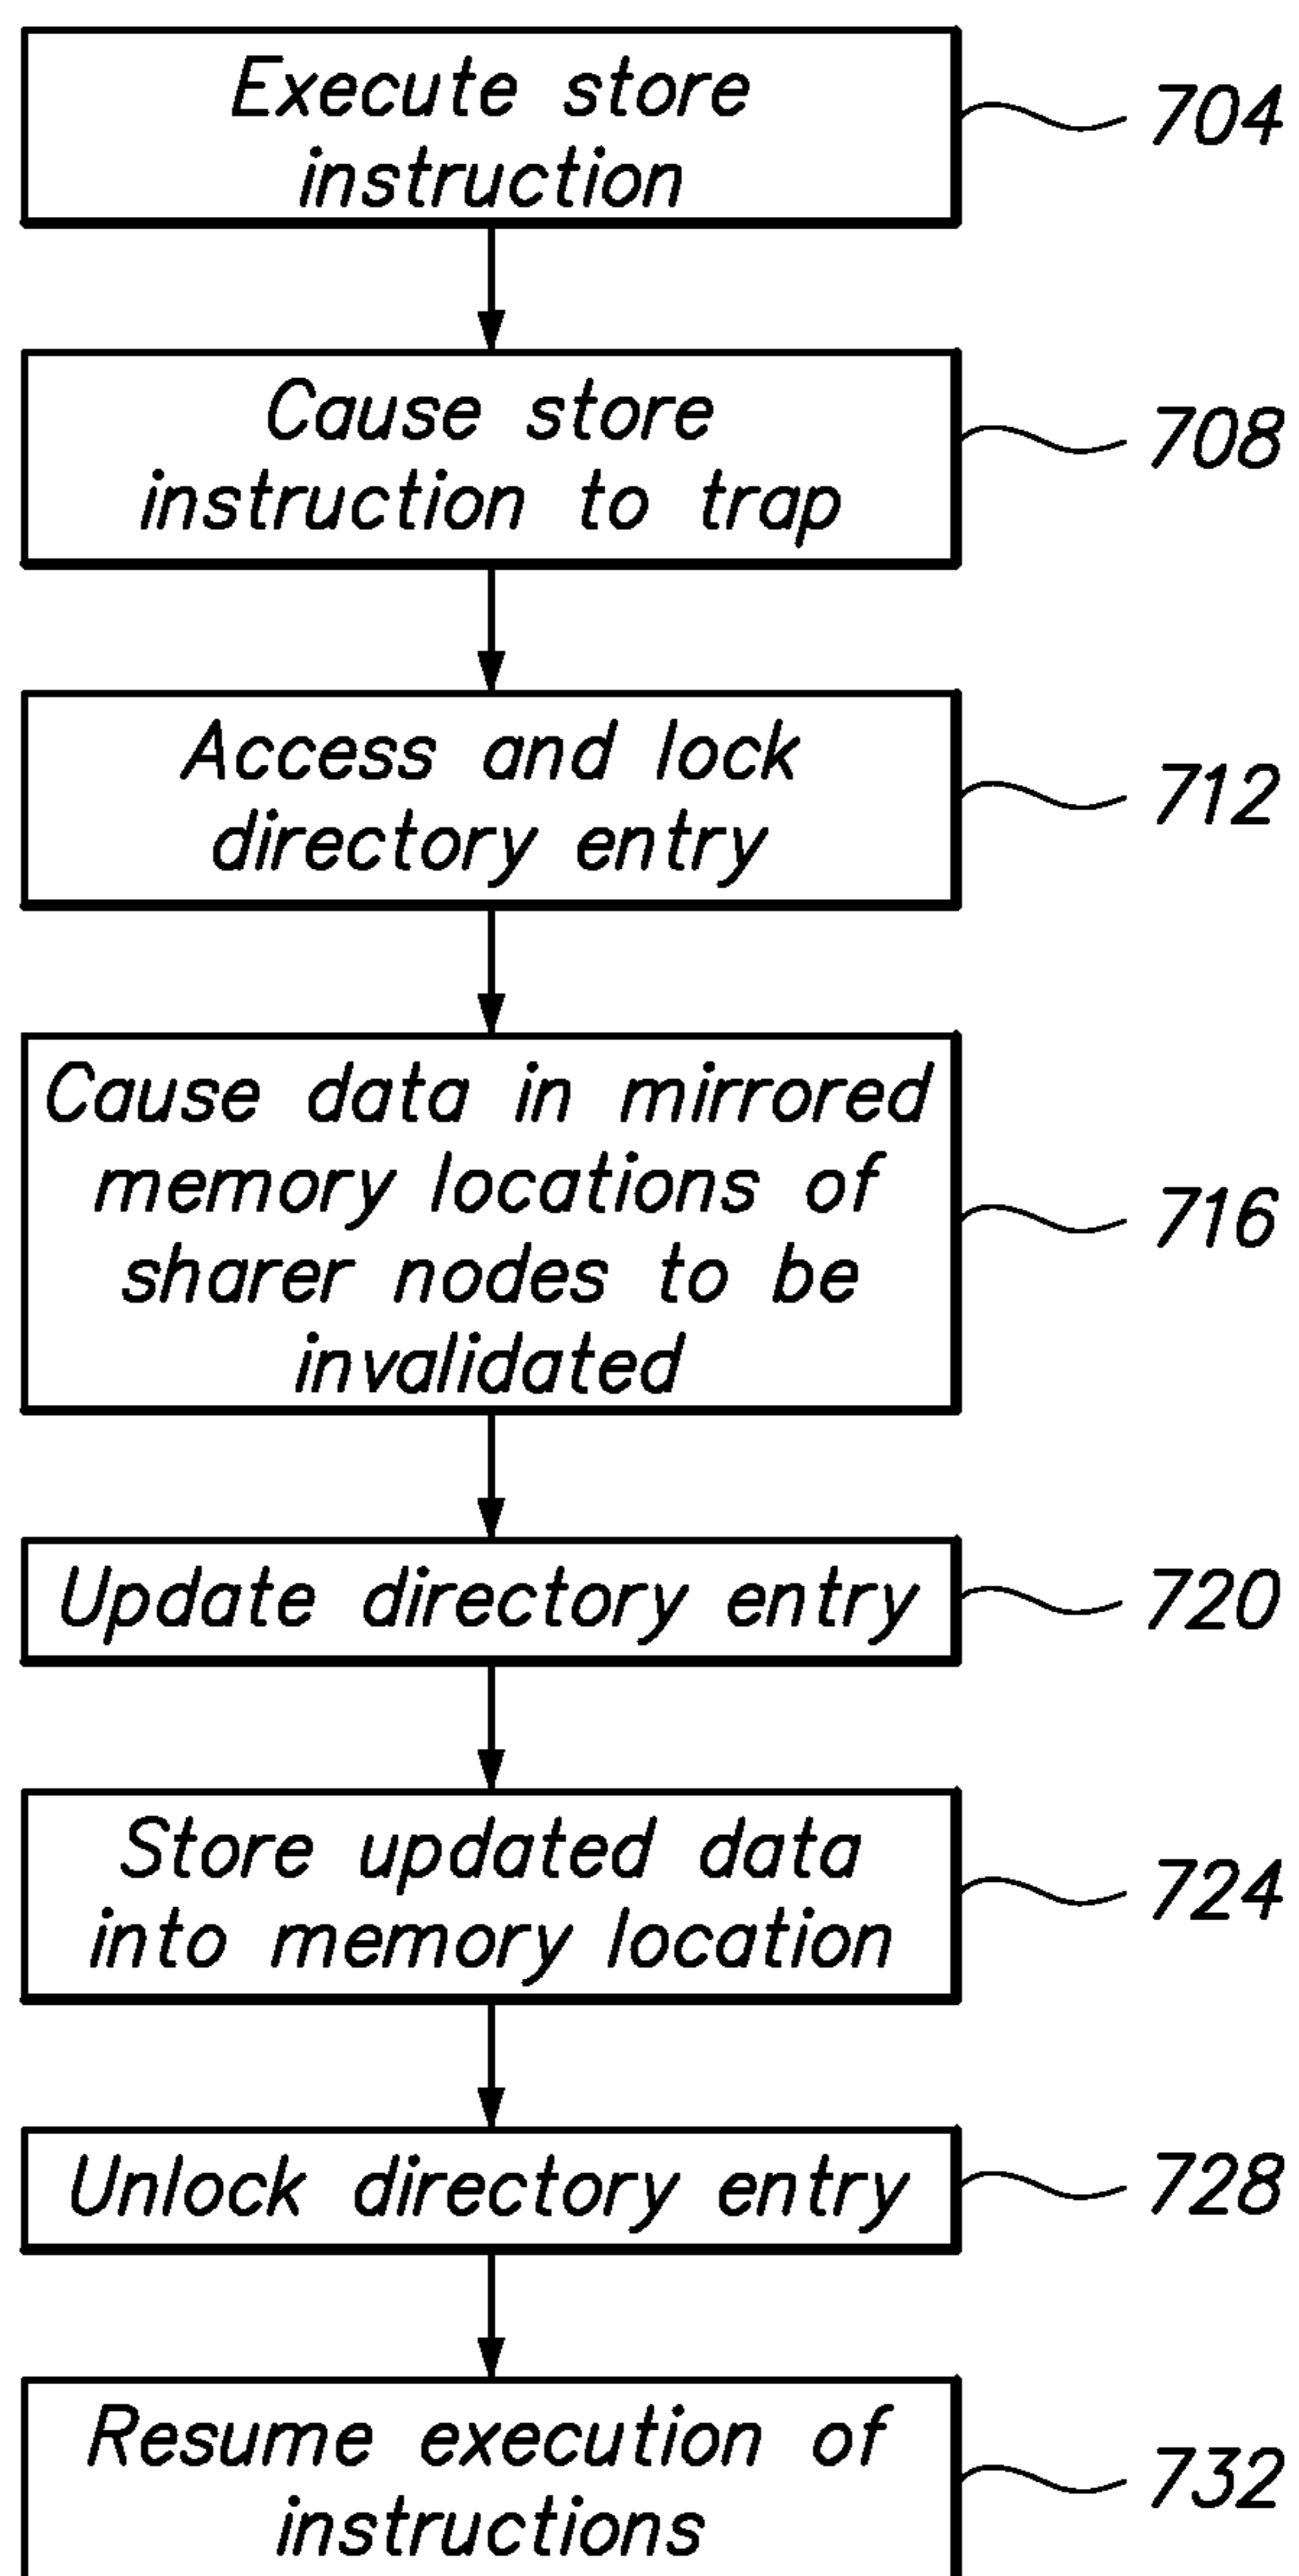 Execute store
instruction
704
Cause store
instruction to trap
708
Access and lock
directory entry
712
Cause data in mirrored
memory locations of
sharer nodes to be
invalidated
716
Update directory entry
720
Store updated data
into memory location
724
Unlock directory entry
728
Resume execution of
instructions
732